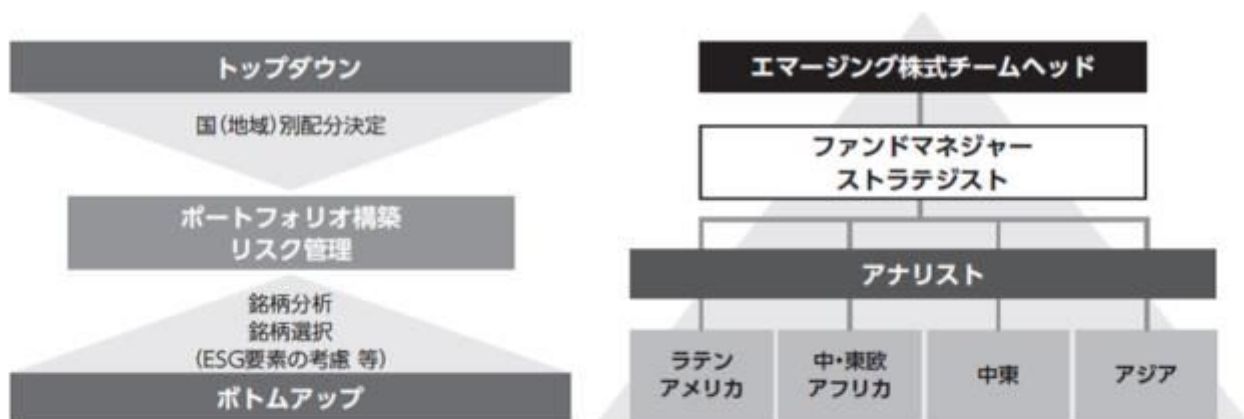 トップダウン
国(地域)別配分決定
ポートフォリオ構築
リスク管理
銘柄分析
銘柄選択
(ESG要素の考慮 等)
ボトムアップ
エマージング株式チームヘッド
ファンドマネジャー
ストラテジスト
アナリスト
ラテン
アメリカ
中・東欧
アフリカ
中東
アジア